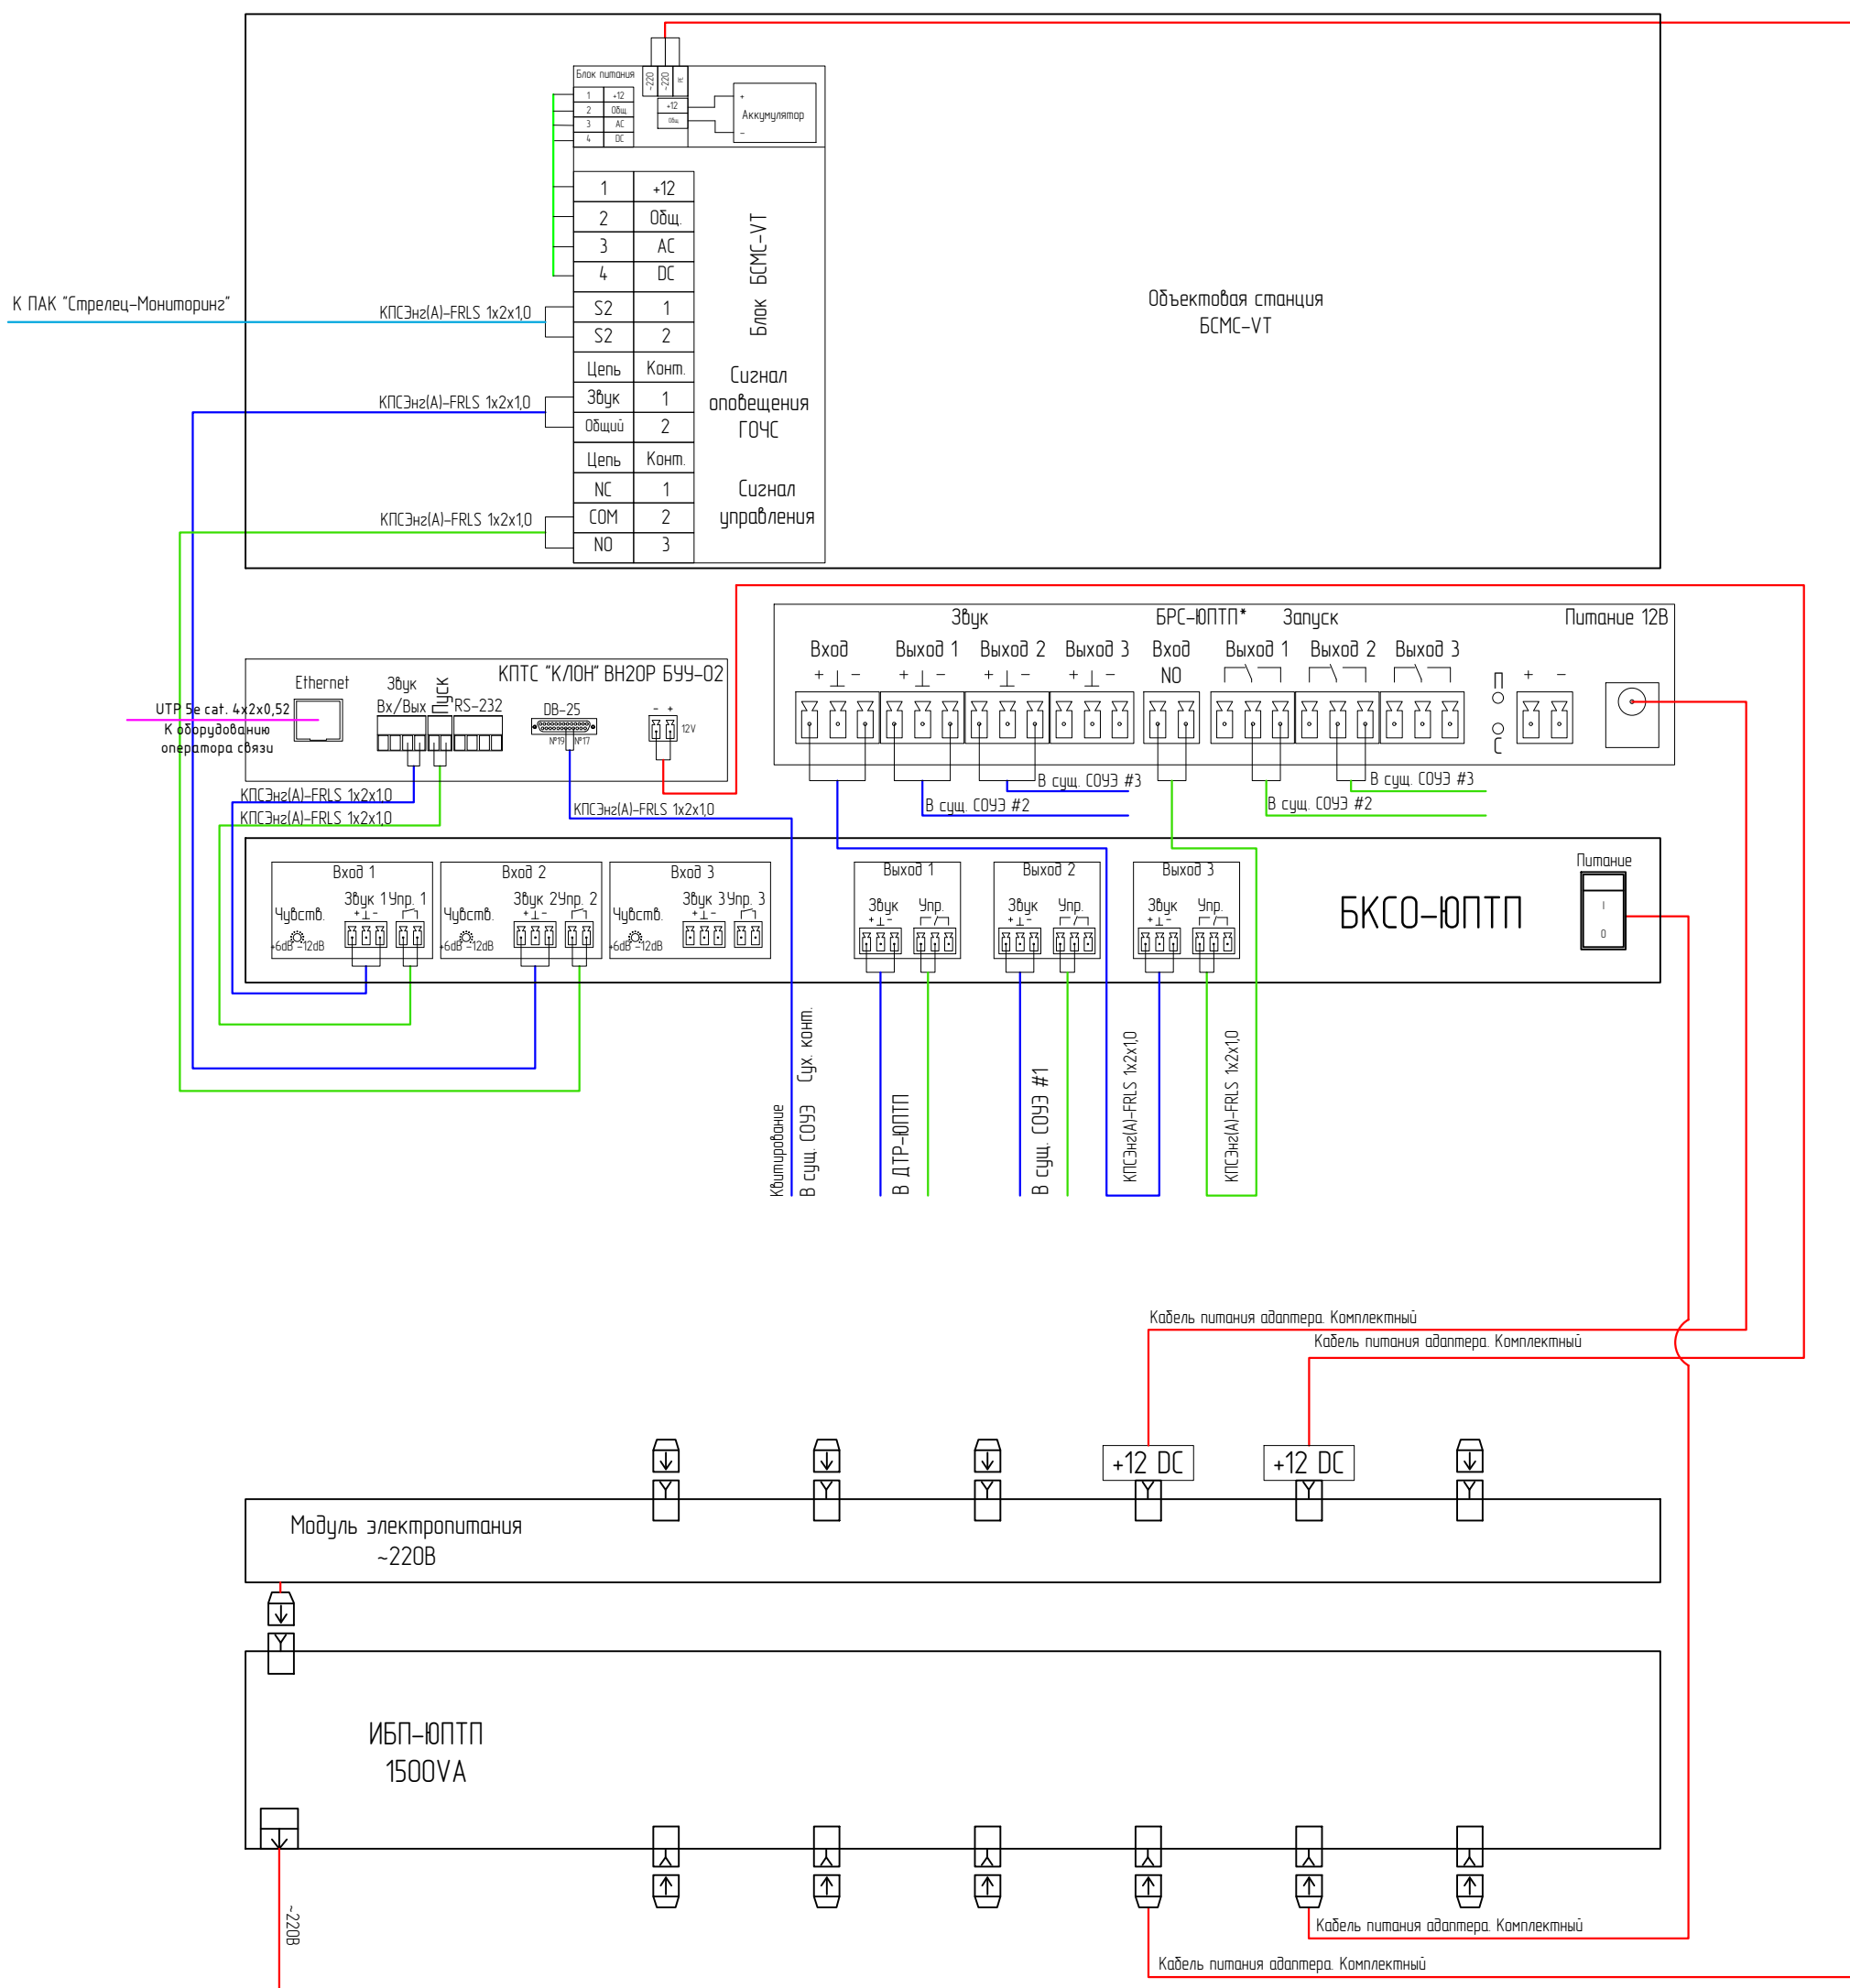 Блок питания
~220
~220
PE
1 +12
2 Общ.
3 AC
4 DC
+12
Общ.
+
Аккумулятор
-
1 +12
2 Общ.
3 AC
4 DC
Блок БСМС-VT
Объектовая станция
БСМС-VT
К ПАК "Стрелец-Мониторинг"
КПСЭнг(А)-FRLS 1х2х1,0
S2 1
S2 2
Цепь Конт.
Звук 1
Общий 2
КПСЭнг(А)-FRLS 1х2х1,0
Сигнал
оповещения
ГОЧС
Цепь Конт.
NC 1
COM 2
NO 3
КПСЭнг(А)-FRLS 1х2х1,0
Сигнал
управления
Звук БРС-ЮПТП* Запуск Питание 12В
Вход Выход 1 Выход 2 Выход 3 Вход Выход 1 Выход 2 Выход 3
+ ⊥ - + ⊥ - + ⊥ - + ⊥ - NO
П
С
+ -
В сущ. СОУЭ #3
В сущ. СОУЭ #2
В сущ. СОУЭ #3
В сущ. СОУЭ #2
КПТС "КЛОН" ВН20Р БУУ-02
Ethernet
Звук
Вх/Вых
Пуск
RS-232
DB-25
№19 №17
- +
12V
UTP 5e cat. 4x2x0,52
К оборудованию
оператора связи
КПСЭнг(А)-FRLS 1х2х1,0
КПСЭнг(А)-FRLS 1х2х1,0
КПСЭнг(А)-FRLS 1х2х1,0
Вход 1
Чувств.
+6dB -12dB
Звук 1 Упр. 1
+ ⊥ -
Вход 2
Чувств.
+6dB -12dB
Звук 2 Упр. 2
+ ⊥ -
Вход 3
Чувств.
+6dB -12dB
Звук 3 Упр. 3
+ ⊥ -
Выход 1
Звук Упр.
+ ⊥ -
Выход 2
Звук Упр.
+ ⊥ -
Выход 3
Звук Упр.
+ ⊥ -
БКСО-ЮПТП
Питание
I
0
Квитирование
В сущ. СОУЭ Сух. конт.
В ДТР-ЮПТП
В сущ. СОУЭ #1
КПСЭнг(А)-FRLS 1х2х1,0
КПСЭнг(А)-FRLS 1х2х1,0
Кабель питания адаптера. Комплектный
Кабель питания адаптера. Комплектный
+12 DC
+12 DC
Модуль электропитания
~220В
ИБП-ЮПТП
1500VA
~220В
Кабель питания адаптера. Комплектный
Кабель питания адаптера. Комплектный